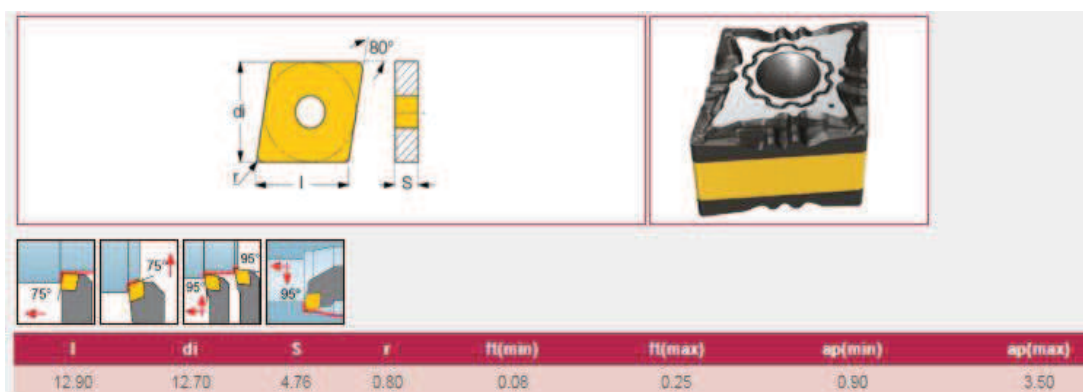 80°
di
r
l
S
75°
75°
95°
95°
95°
l di S r ft(min) ft(max) ap(min) ap(max)
12.90 12.70 4.76 0.80 0.08 0.25 0.90 3.50